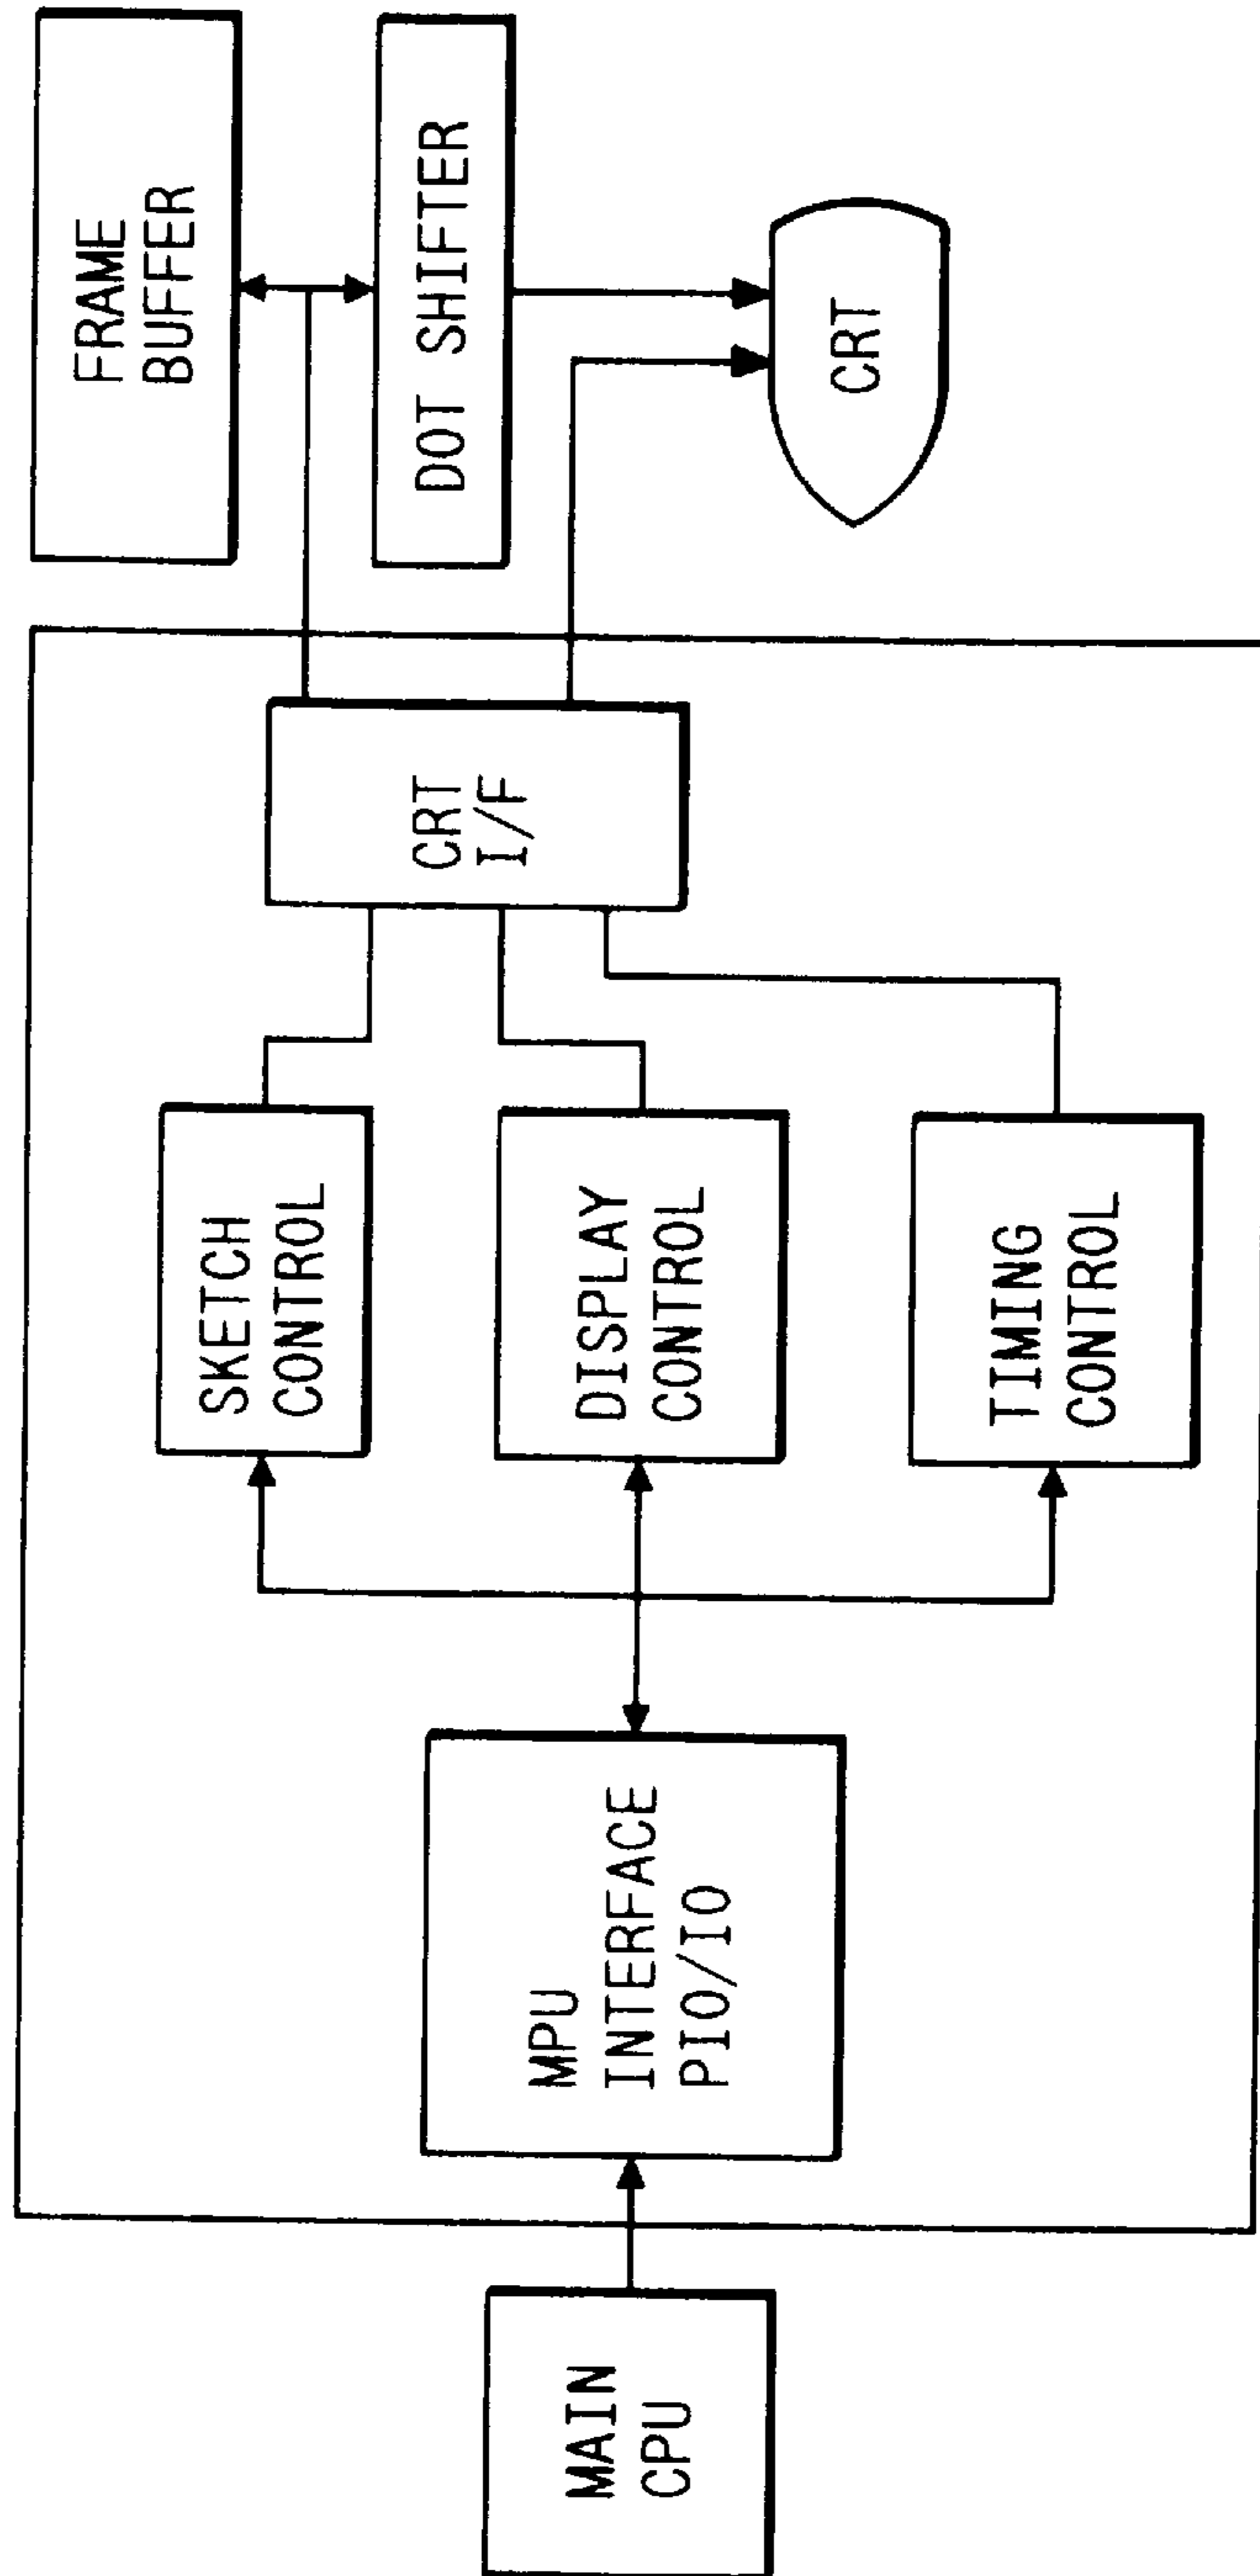 MAIN
CPU
MPU
INTERFACE
PIO/IO
SKETCH
CONTROL
DISPLAY
CONTROL
TIMING
CONTROL
CRT
I/F
FRAME
BUFFER
DOT SHIFTER
CRT